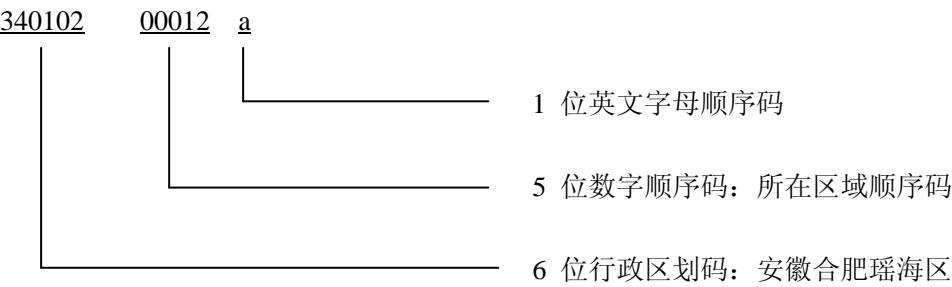 340102 00012 a
1 位英文字母顺序码
5 位数字顺序码：所在区域顺序码
6 位行政区划码：安徽合肥瑶海区